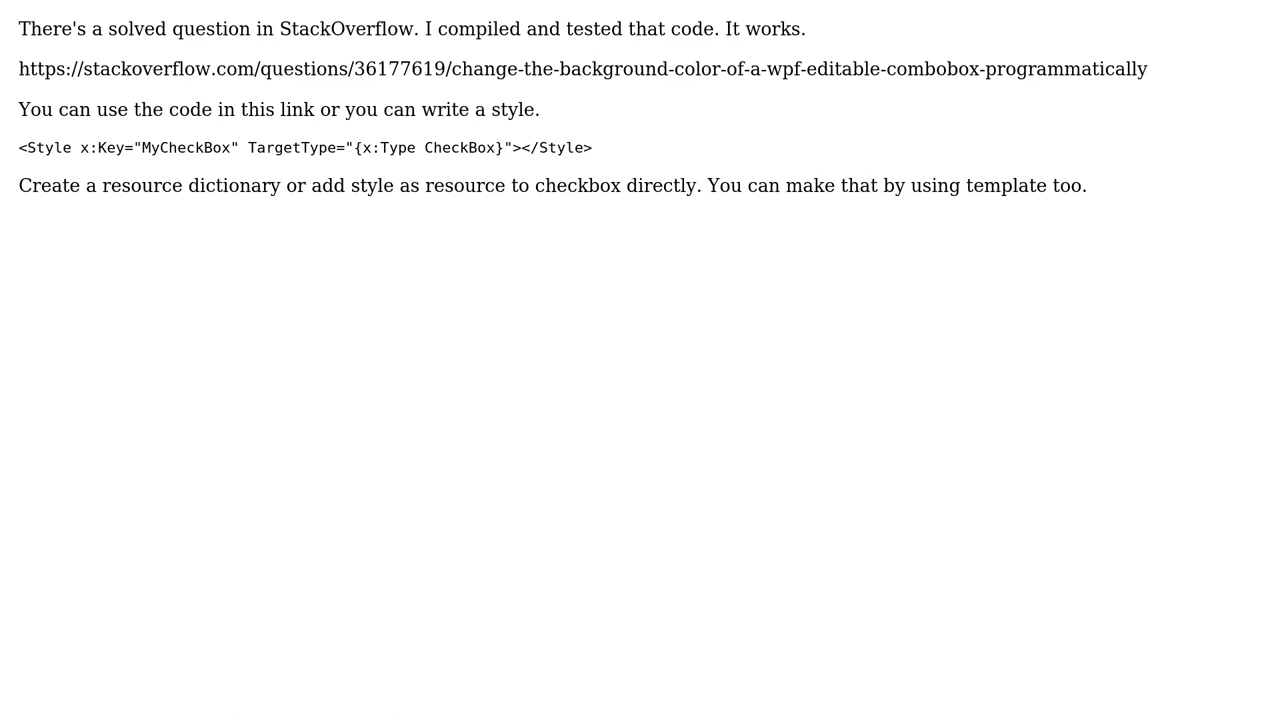 There's a solved question in StackOverflow. I compiled and tested that code. It works.
https://stackoverflow.com/questions/36177619/change-the-background-color-of-a-wpf-editable-combobox-programmatically
You can use the code in this link or you can write a style.
<Style x:Key="MyCheckBox" TargetType="{x:Type CheckBox}"></Style>
Create a resource dictionary or add style as resource to checkbox directly. You can make that by using template too.